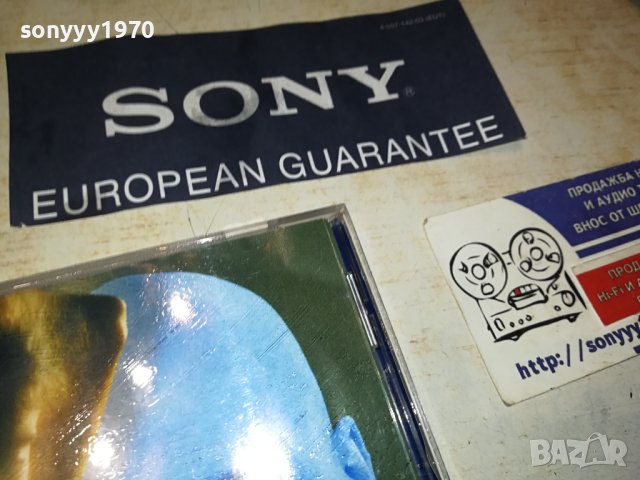 sonyyy1970
SONY®
EUROPEAN GUARANTEE
ПРОДАЖБА
И АУДИО
ВНОС ОТ
ПРОД
Hi-Fi И
http://sonyyy
BAZAR